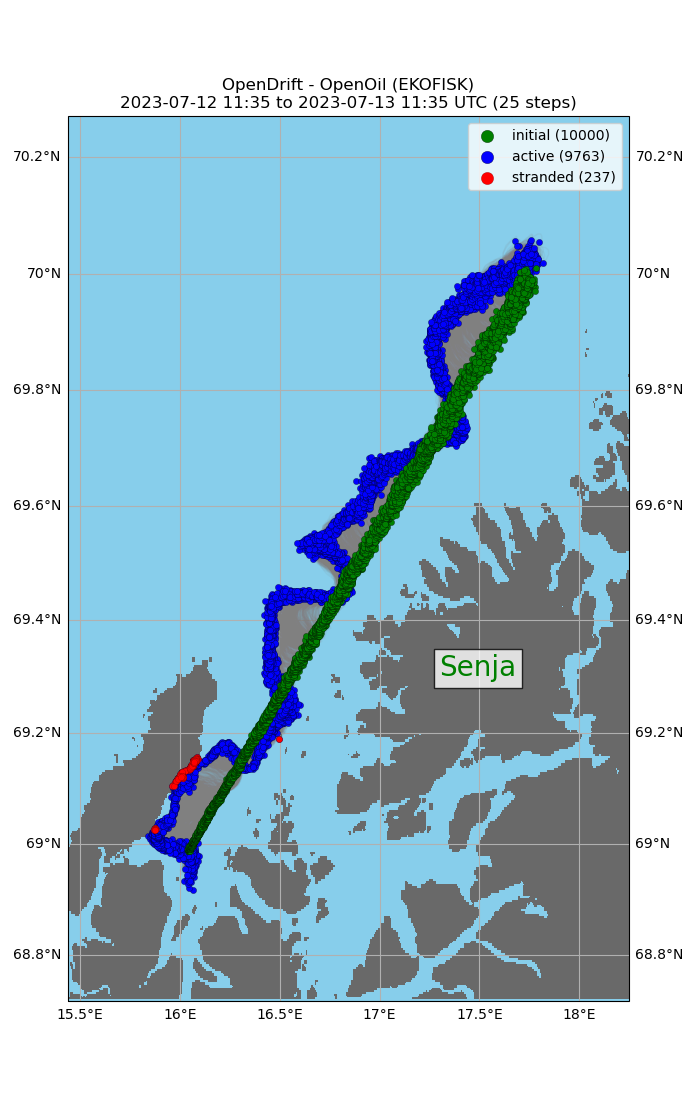 OpenDrift - OpenOil (EKOFISK)
2023-07-12 11:35 to 2023-07-13 11:35 UTC (25 steps)
initial (10000)
active (9763)
stranded (237)
70.2°N 70.2°N
70°N 70°N
69.8°N 69.8°N
69.6°N 69.6°N
69.4°N 69.4°N
Senja
69.2°N 69.2°N
69°N 69°N
68.8°N 68.8°N
15.5°E 16°E 16.5°E 17°E 17.5°E 18°E